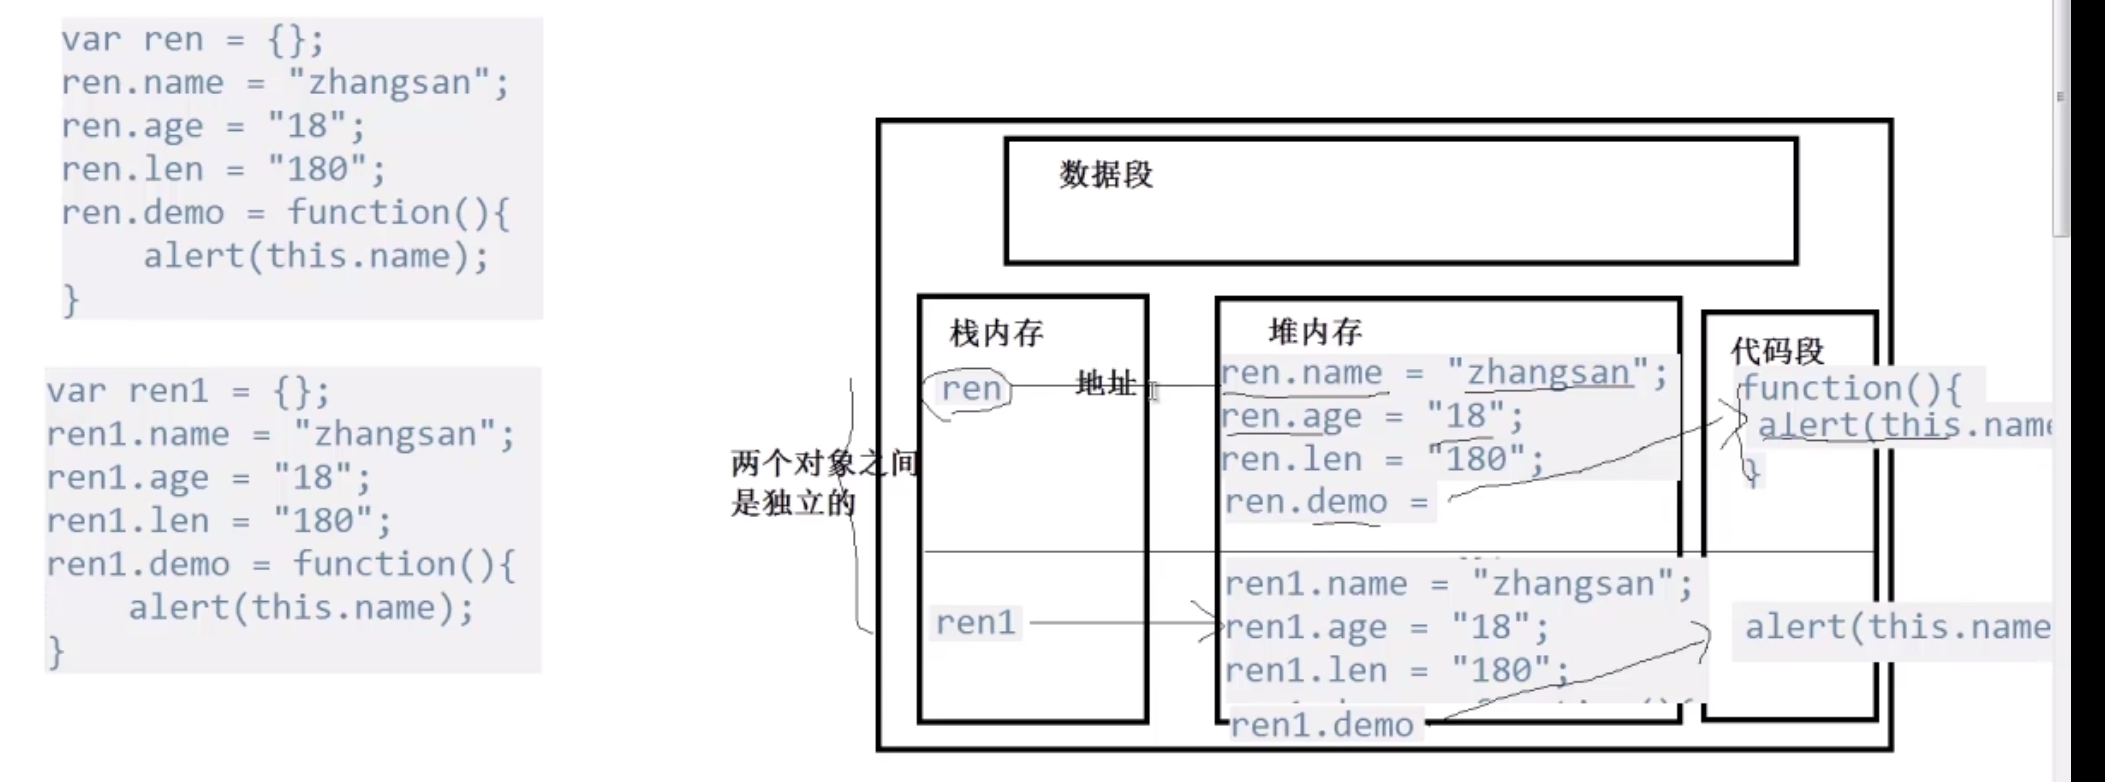 var ren = {};
ren.name = "zhangsan";
ren.age = "18";
ren.len = "180";
ren.demo = function(){
    alert(this.name);
}
var ren1 = {};
ren1.name = "zhangsan";
ren1.age = "18";
ren1.len = "180";
ren1.demo = function(){
    alert(this.name);
}
两个对象之间
是独立的
数据段
栈内存
ren
地址
ren1
堆内存
ren.name = "zhangsan";
ren.age = "18";
ren.len = "180";
ren.demo =
ren1.name = "zhangsan";
ren1.age = "18";
ren1.len = "180";
ren1.demo
代码段
function(){
alert(this.name
}
alert(this.name